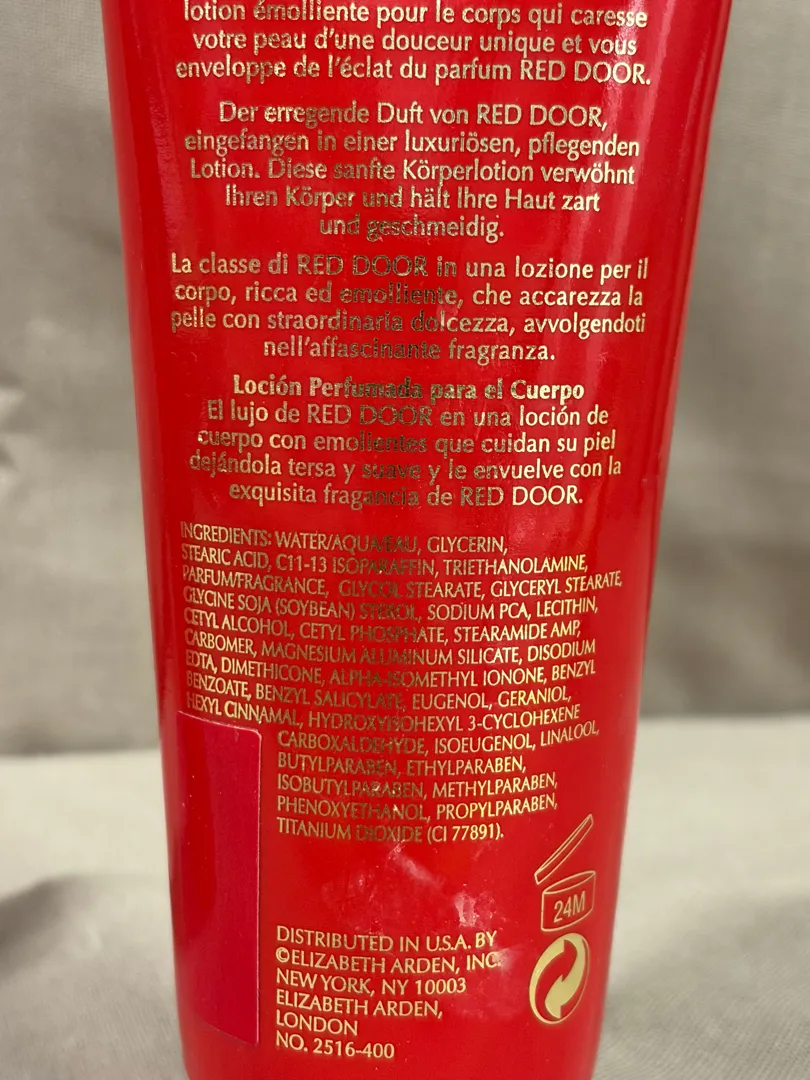 lotion émolliente pour le corps qui caresse
votre peau d'une douceur unique et vous
enveloppe de l'éclat du parfum RED DOOR.
Der erregende Duft von RED DOOR,
eingefangen in einer luxuriösen, pflegenden
Lotion. Diese sanfte Körperlotion verwöhnt
Ihren Körper und hält Ihre Haut zart
und geschmeidig.
La classe di RED DOOR in una lozione per il
corpo, ricca ed emolliente, che accarezza la
pelle con straordinaria dolcezza, avvolgendoti
nell'affascinante fragranza.
Loción Perfumada para el Cuerpo
El lujo de RED DOOR en una loción de
cuerpo con emollientes que cuidan su piel
dejándola tersa y suave y le envuelve con la
exquisita fragancia de RED DOOR.
INGREDIENTS: WATER/AQUA/EAU, GLYCERIN,
STEARIC ACID, C11-13 ISOPARAFFIN, TRIETHANOLAMINE,
PARFUM/FRAGRANCE, GLYCOL STEARATE, GLYCERYL STEARATE,
GLYCINE SOJA (SOYBEAN) STEROL, SODIUM PCA, LECITHIN,
CETYL ALCOHOL, CETYL PHOSPHATE, STEARAMIDE AMP,
CARBOMER, MAGNESIUM ALUMINUM SILICATE, DISODIUM
EDTA, DIMETHICONE, ALPHA-ISOMETHYL IONONE, BENZYL
BENZOATE, BENZYL SALICYLATE, EUGENOL, GERANIOL,
HEXYL CINNAMAL, HYDROXYISOHEXYL 3-CYCLOHEXENE
CARBOXALDEHYDE, ISOEUGENOL, LINALOOL,
BUTYLPARABEN, ETHYLPARABEN,
ISOBUTYLPARABEN, METHYLPARABEN,
PHENOXYETHANOL, PROPYLPARABEN,
TITANIUM DIOXIDE (CI 77891).
24M
DISTRIBUTED IN U.S.A. BY
©ELIZABETH ARDEN, INC.
NEW YORK, NY 10003
ELIZABETH ARDEN,
LONDON
NO. 2516-400